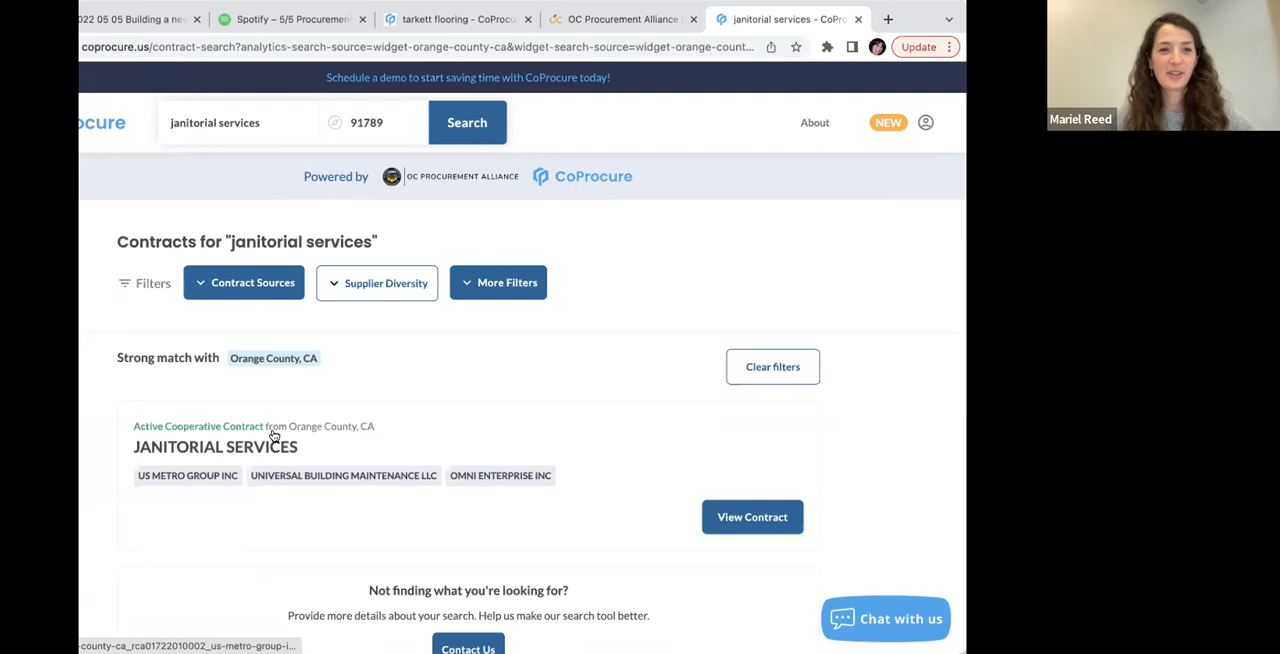 2022 05 05 Building a ne
Spotify – 5/5 Procuremen
tarkett flooring - CoProcu
OC Procurement Alliance
janitorial services - CoPro
coprocure.us/contract-search?analytics-search-source=widget-orange-county-ca&widget-search-source=widget-orange-count...
Update
Mariel Reed
Schedule a demo to start saving time with CoProcure today!
ocure
janitorial services
91789
Search
About
NEW
Powered by
OC PROCUREMENT ALLIANCE
CoProcure
Contracts for "janitorial services"
Filters
Contract Sources
Supplier Diversity
More Filters
Strong match with Orange County, CA
Clear filters
Active Cooperative Contract from Orange County, CA
JANITORIAL SERVICES
US METRO GROUP INC
UNIVERSAL BUILDING MAINTENANCE LLC
OMNI ENTERPRISE INC
View Contract
Not finding what you're looking for?
Provide more details about your search. Help us make our search tool better.
Chat with us
-county-ca_rca01722010002_us-metro-group-i...
Contact Us